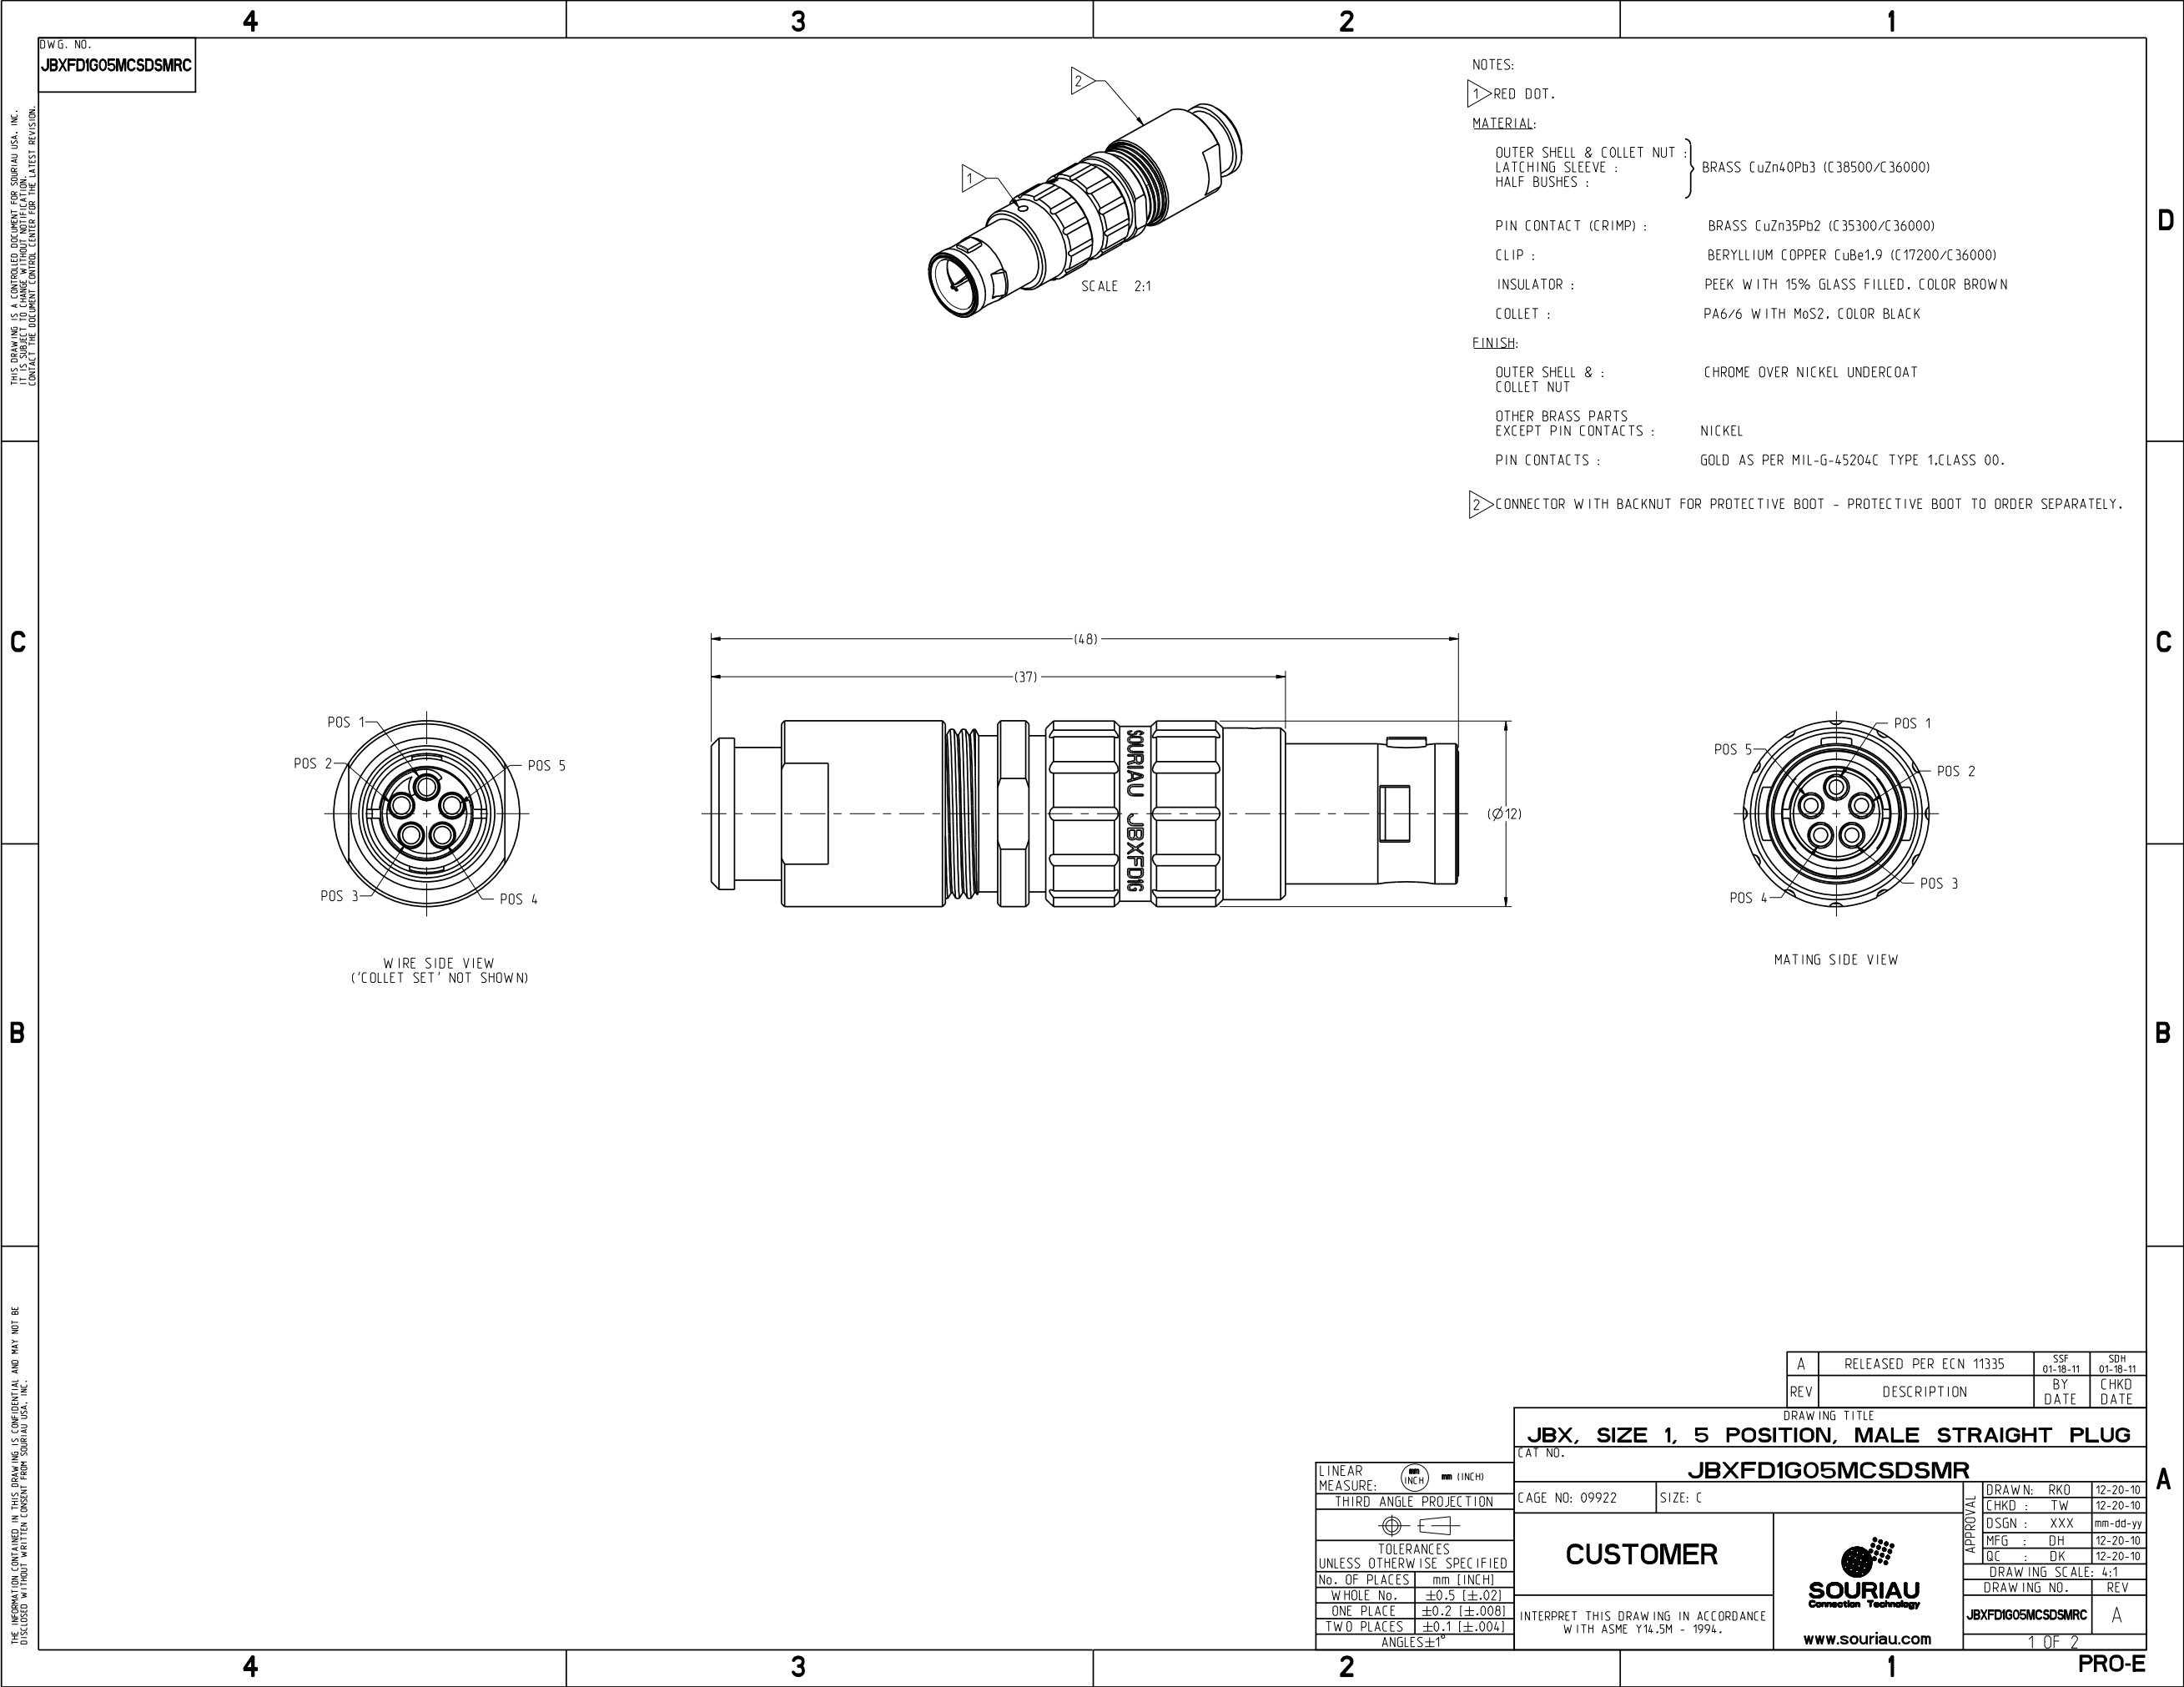 4
3
2
1
DWG. NO.
JBXFD1G05MCSDSMRC
THIS DRAWING IS A CONTROLLED DOCUMENT FOR SOURIAU USA, INC.
IT IS SUBJECT TO CHANGE WITHOUT NOTIFICATION.
CONTACT THE DOCUMENT CONTROL CENTER FOR THE LATEST REVISION.
2
1
SCALE 2:1
NOTES:
1 RED DOT.
MATERIAL:
OUTER SHELL & COLLET NUT :
LATCHING SLEEVE :
HALF BUSHES :
BRASS CuZn40Pb3 (C38500/C36000)
PIN CONTACT (CRIMP) : BRASS CuZn35Pb2 (C35300/C36000)
CLIP : BERYLLIUM COPPER CuBe1.9 (C17200/C36000)
INSULATOR : PEEK WITH 15% GLASS FILLED. COLOR BROWN
COLLET : PA6/6 WITH MoS2. COLOR BLACK
FINISH:
OUTER SHELL & : CHROME OVER NICKEL UNDERCOAT
COLLET NUT
OTHER BRASS PARTS
EXCEPT PIN CONTACTS : NICKEL
PIN CONTACTS : GOLD AS PER MIL-G-45204C TYPE 1.CLASS 00.
2 CONNECTOR WITH BACKNUT FOR PROTECTIVE BOOT - PROTECTIVE BOOT TO ORDER SEPARATELY.
D
C
C
(48)
(37)
(Ø12)
SOURIAU JBXFD1G
POS 1
POS 2
POS 5
POS 3
POS 4
WIRE SIDE VIEW
('COLLET SET' NOT SHOWN)
POS 1
POS 5
POS 2
POS 3
POS 4
MATING SIDE VIEW
B
B
THE INFORMATION CONTAINED IN THIS DRAWING IS CONFIDENTIAL AND MAY NOT BE
DISCLOSED WITHOUT WRITTEN CONSENT FROM SOURIAU USA, INC.
A RELEASED PER ECN 11335 SSF 01-18-11 SDH 01-18-11
REV DESCRIPTION BY DATE CHKD DATE
DRAWING TITLE
JBX, SIZE 1, 5 POSITION, MALE STRAIGHT PLUG
CAT NO.
JBXFD1G05MCSDSMR
CAGE NO: 09922 SIZE: C
LINEAR
MEASURE:
mm
INCH
mm (INCH)
THIRD ANGLE PROJECTION
TOLERANCES
UNLESS OTHERWISE SPECIFIED
No. OF PLACES mm [INCH]
WHOLE No. ±0.5 [±.02]
ONE PLACE ±0.2 [±.008]
TWO PLACES ±0.1 [±.004]
ANGLES±1°
CUSTOMER
INTERPRET THIS DRAWING IN ACCORDANCE
WITH ASME Y14.5M - 1994.
SOURIAU
Connection Technology
www.souriau.com
APPROVAL
DRAWN: RKO 12-20-10
CHKD : TW 12-20-10
DSGN : XXX mm-dd-yy
MFG : DH 12-20-10
QC : DK 12-20-10
DRAWING SCALE: 4:1
DRAWING NO. REV
JBXFD1G05MCSDSMRC A
1 OF 2
A
PRO-E
4
3
2
1